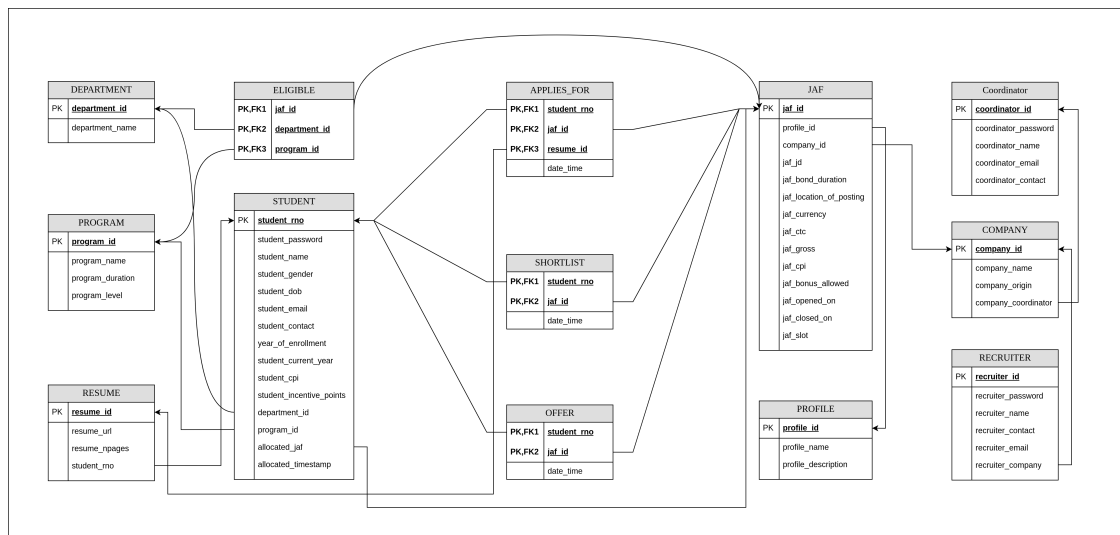 DEPARTMENT
PK department_id
department_name
PROGRAM
PK program_id
program_name
program_duration
program_level
RESUME
PK resume_id
resume_url
resume_npages
student_rno
ELIGIBLE
PK,FK1 jaf_id
PK,FK2 department_id
PK,FK3 program_id
STUDENT
PK student_rno
student_password
student_name
student_gender
student_dob
student_email
student_contact
year_of_enrollment
student_current_year
student_cpi
student_incentive_points
department_id
program_id
allocated_jaf
allocated_timestamp
APPLIES_FOR
PK,FK1 student_rno
PK,FK2 jaf_id
PK,FK3 resume_id
date_time
SHORTLIST
PK,FK1 student_rno
PK,FK2 jaf_id
date_time
OFFER
PK,FK1 student_rno
PK,FK2 jaf_id
date_time
JAF
PK jaf_id
profile_id
company_id
jaf_jd
jaf_bond_duration
jaf_location_of_posting
jaf_currency
jaf_ctc
jaf_gross
jaf_cpi
jaf_bonus_allowed
jaf_opened_on
jaf_closed_on
jaf_slot
PROFILE
PK profile_id
profile_name
profile_description
Coordinator
PK coordinator_id
coordinator_password
coordinator_name
coordinator_email
coordinator_contact
COMPANY
PK company_id
company_name
company_origin
company_coordinator
RECRUITER
PK recruiter_id
recruiter_password
recruiter_name
recruiter_contact
recruiter_email
recruiter_company